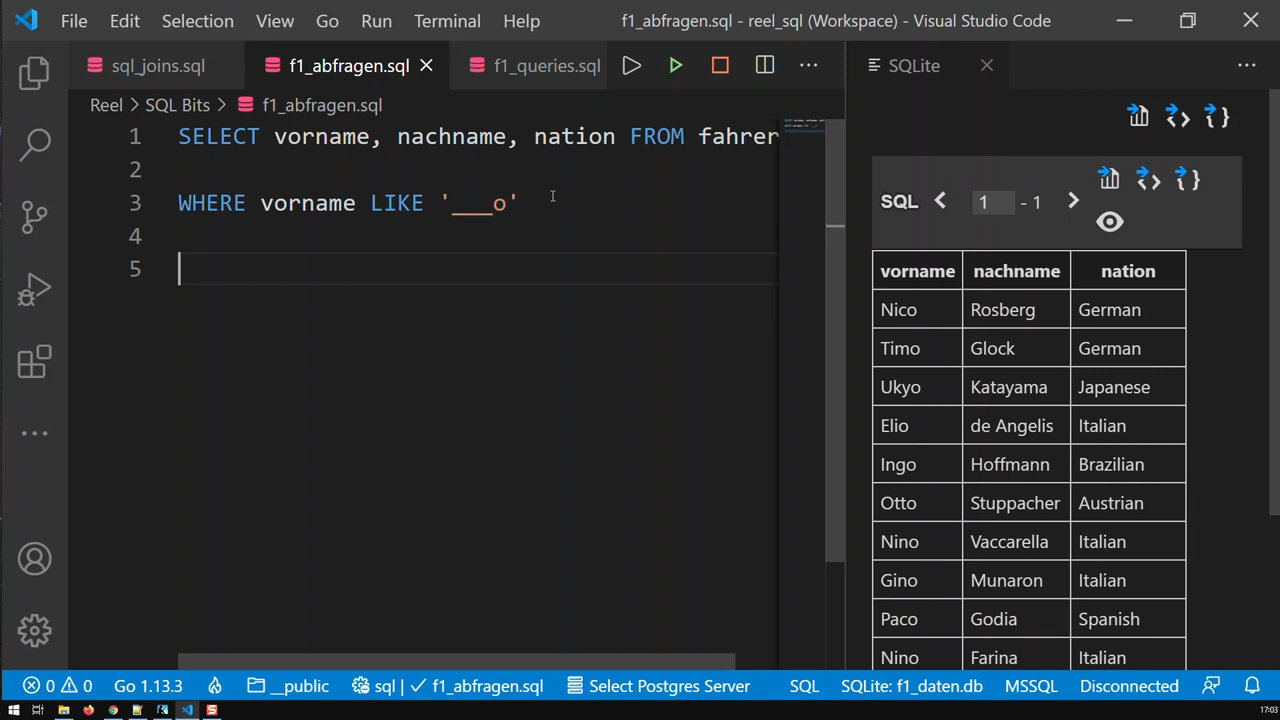 File Edit Selection View Go Run Terminal Help f1_abfragen.sql - reel_sql (Workspace) - Visual Studio Code
sql_joins.sql f1_abfragen.sql f1_queries.sql SQLite
Reel > SQL Bits > f1_abfragen.sql
1 SELECT vorname, nachname, nation FROM fahrer
2
3 WHERE vorname LIKE '___o'
4
5
SQL 1 - 1
vorname nachname nation
Nico Rosberg German
Timo Glock German
Ukyo Katayama Japanese
Elio de Angelis Italian
Ingo Hoffmann Brazilian
Otto Stuppacher Austrian
Nino Vaccarella Italian
Gino Munaron Italian
Paco Godia Spanish
Nino Farina Italian
0 0 Go 1.13.3 __public sql | ✓ f1_abfragen.sql Select Postgres Server SQL SQLite: f1_daten.db MSSQL Disconnected
17:03